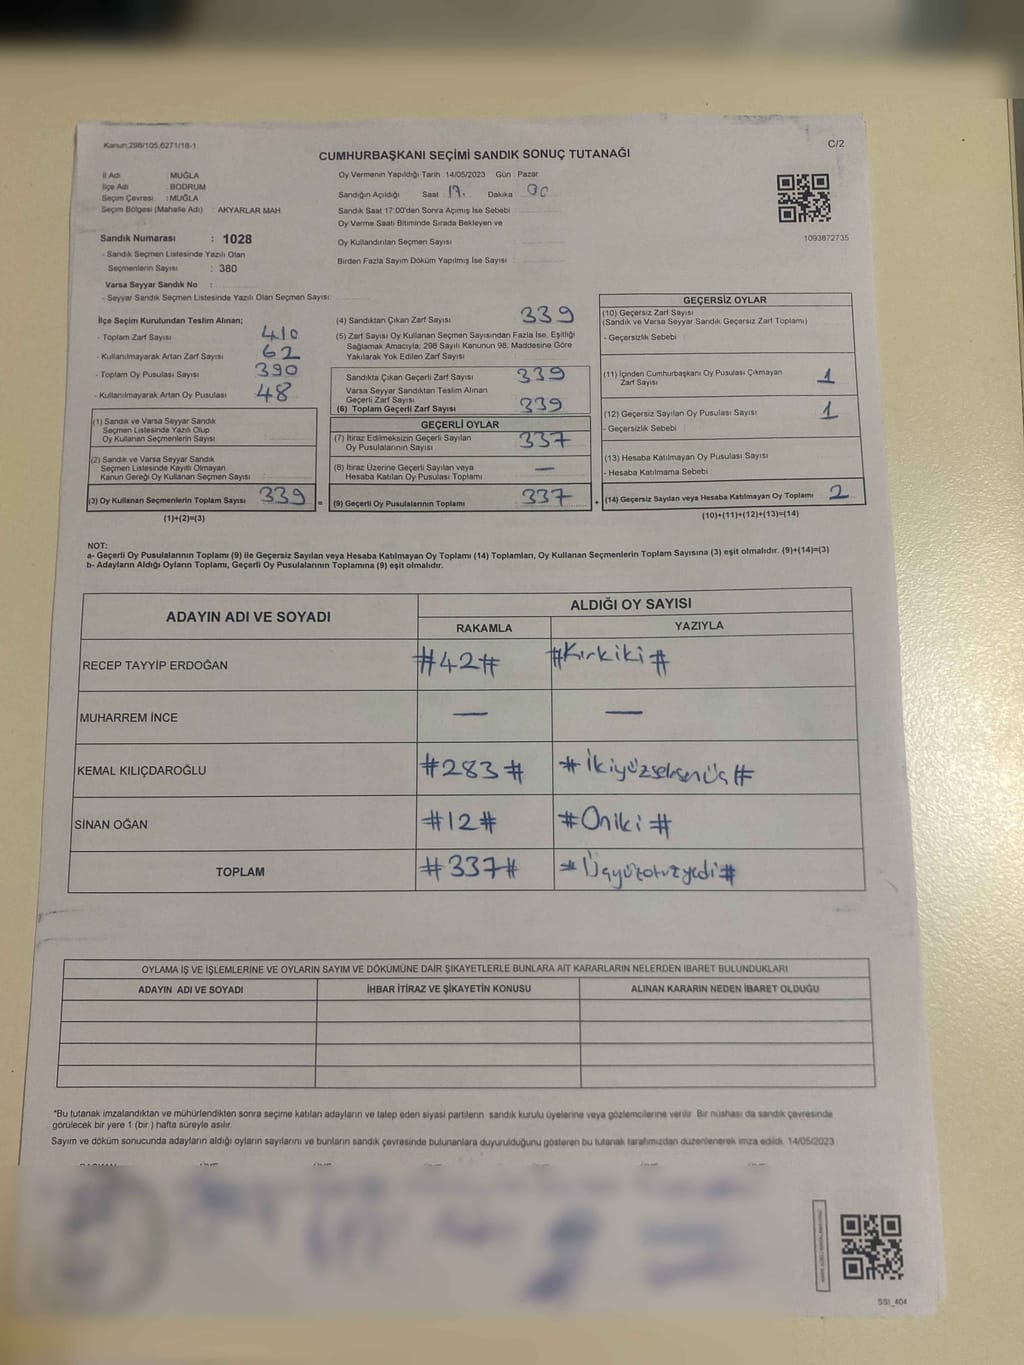 Kanun:298/105,6271/18-1
C/2
CUMHURBAŞKANI SEÇİMİ SANDIK SONUÇ TUTANAĞI
İl Adı : MUĞLA
İlçe Adı : BODRUM
Seçim Çevresi : MUĞLA
Seçim Bölgesi (Mahalle Adı) : AKYARLAR MAH
Oy Vermenin Yapıldığı Tarih :14/05/2023 Gün : Pazar
Sandığın Açıldığı Saat : 17. Dakika : 00
Sandık Saat 17:00'den Sonra Açımış İse Sebebi :
Oy Verme Saati Bitiminde Sırada Bekleyen ve
Oy Kullandırılan Seçmen Sayısı :
Birden Fazla Sayım Döküm Yapılmış İse Sayısı :
1093872735
Sandık Numarası : 1028
- Sandık Seçmen Listesinde Yazılı Olan
Seçmenlerin Sayısı : 380
Varsa Seyyar Sandık No :
- Seyyar Sandık Seçmen Listesinde Yazılı Olan Seçmen Sayısı:
İlçe Seçim Kurulundan Teslim Alınan;
- Toplam Zarf Sayısı : 410
- Kullanılmayarak Artan Zarf Sayısı : 62
- Toplam Oy Pusulası Sayısı : 390
- Kullanılmayarak Artan Oy Pusulası : 48
(1) Sandık ve Varsa Seyyar Sandık
Seçmen Listesinde Yazılı Olup
Oy Kullanan Seçmenlerin Sayısı :
(2) Sandık ve Varsa Seyyar Sandık
Seçmen Listesinde Kayıtlı Olmayan
Kanun Gereği Oy Kullanan Seçmen Sayısı :
(3) Oy Kullanan Seçmenlerin Toplam Sayısı : 339
(1)+(2)=(3)
(4) Sandıktan Çıkan Zarf Sayısı : 339
(5) Zarf Sayısı Oy Kullanan Seçmen Sayısından Fazla İse, Eşitliği
Sağlamak Amacıyla, 298 Sayılı Kanunun 98. Maddesine Göre
Yakılarak Yok Edilen Zarf Sayısı :
Sandıkta Çıkan Geçerli Zarf Sayısı : 339
Varsa Seyyar Sandıktan Teslim Alınan
Geçerli Zarf Sayısı :
(6) Toplam Geçerli Zarf Sayısı : 339
GEÇERLİ OYLAR
(7) İtiraz Edilmeksizin Geçerli Sayılan
Oy Pusulalarının Sayısı : 337
(8) İtiraz Üzerine Geçerli Sayılan veya
Hesaba Katılan Oy Pusulası Toplamı : —
= (9) Geçerli Oy Pusulalarının Toplamı : 337 +
GEÇERSİZ OYLAR
(10) Geçersiz Zarf Sayısı
(Sandık ve Varsa Seyyar Sandık Geçersiz Zarf Toplamı) :
- Geçersizlik Sebebi :
(11) İçinden Cumhurbaşkanı Oy Pusulası Çıkmayan
Zarf Sayısı : 1
(12) Geçersiz Sayılan Oy Pusulası Sayısı : 1
- Geçersizlik Sebebi :
(13) Hesaba Katılmayan Oy Pusulası Sayısı :
- Hesaba Katılmama Sebebi :
(14) Geçersiz Sayılan veya Hesaba Katılmayan Oy Toplamı : 2
(10)+(11)+(12)+(13)=(14)
NOT:
a- Geçerli Oy Pusulalarının Toplamı (9) ile Geçersiz Sayılan veya Hesaba Katılmayan Oy Toplamı (14) Toplamları, Oy Kullanan Seçmenlerin Toplam Sayısına (3) eşit olmalıdır. (9)+(14)=(3)
b- Adayların Aldığı Oyların Toplamı, Geçerli Oy Pusulalarının Toplamına (9) eşit olmalıdır.
ADAYIN ADI VE SOYADI
ALDIĞI OY SAYISI
RAKAMLA YAZIYLA
RECEP TAYYİP ERDOĞAN #42# #Kırkiki#
MUHARREM İNCE — —
KEMAL KILIÇDAROĞLU #283# #İkiyüzseksenüç#
SİNAN OĞAN #12# #Oniki#
TOPLAM #337# #Üçyüzotuzyedi#
OYLAMA İŞ VE İŞLEMLERİNE VE OYLARIN SAYIM VE DÖKÜMÜNE DAİR ŞİKAYETLERLE BUNLARA AİT KARARLARIN NELERDEN İBARET BULUNDUKLARI
ADAYIN ADI VE SOYADI İHBAR İTİRAZ VE ŞİKAYETİN KONUSU ALINAN KARARIN NEDEN İBARET OLDUĞU
*Bu tutanak imzalandıktan ve mühürlendikten sonra seçime katılan adayların ve talep eden siyasi partilerin sandık kurulu üyelerine veya gözlemcilerine verilir. Bir nüshası da sandık çevresinde
görülecek bir yere 1 (bir ) hafta süreyle asılır.
Sayım ve döküm sonucunda adayların aldığı oyların sayılarını ve bunların sandık çevresinde bulunanlara duyurulduğunu gösteren bu tutanak tarafımızdan düzenlenerek imza edildi. 14/05/2023
SSI_404